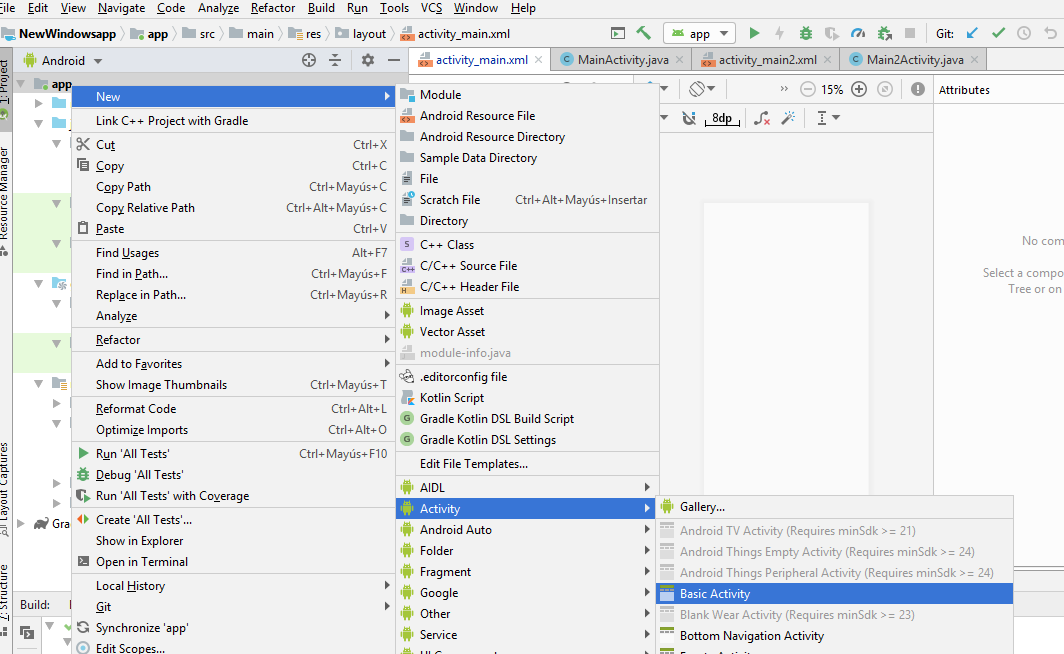 File Edit View Navigate Code Analyze Refactor Build Run Tools VCS Window Help
NewWindowsapp app src main res layout activity_main.xml app Git:
Android activity_main.xml MainActivity.java activity_main2.xml Main2Activity.java
1: Project
Resource Manager
Layout Captures
Z: Structure
app
15% Attributes
8dp
New
Link C++ Project with Gradle
Cut Ctrl+X
Copy Ctrl+C
Copy Path Ctrl+Mayús+C
Copy Relative Path Ctrl+Alt+Mayús+C
Paste Ctrl+V
Find Usages Alt+F7
Find in Path... Ctrl+Mayús+F
Replace in Path... Ctrl+Mayús+R
Analyze
Refactor
Add to Favorites
Show Image Thumbnails Ctrl+Mayús+T
Reformat Code Ctrl+Alt+L
Optimize Imports Ctrl+Alt+O
Run 'All Tests' Ctrl+Mayús+F10
Debug 'All Tests'
Run 'All Tests' with Coverage
Create 'All Tests'...
Show in Explorer
Open in Terminal
Local History
Git
Synchronize 'app'
Edit Scopes...
Module
Android Resource File
Android Resource Directory
Sample Data Directory
File
Scratch File Ctrl+Alt+Mayús+Insertar
Directory
S C++ Class
C++ C/C++ Source File
H C/C++ Header File
Image Asset
Vector Asset
module-info.java
.editorconfig file
Kotlin Script
G Gradle Kotlin DSL Build Script
G Gradle Kotlin DSL Settings
Edit File Templates...
AIDL
Activity
Android Auto
Folder
Fragment
Google
Other
Service
Gallery...
Android TV Activity (Requires minSdk >= 21)
Android Things Empty Activity (Requires minSdk >= 24)
Android Things Peripheral Activity (Requires minSdk >= 24)
Basic Activity
Blank Wear Activity (Requires minSdk >= 23)
Bottom Navigation Activity
No com
Select a compo
Tree or on
Gra
Build: